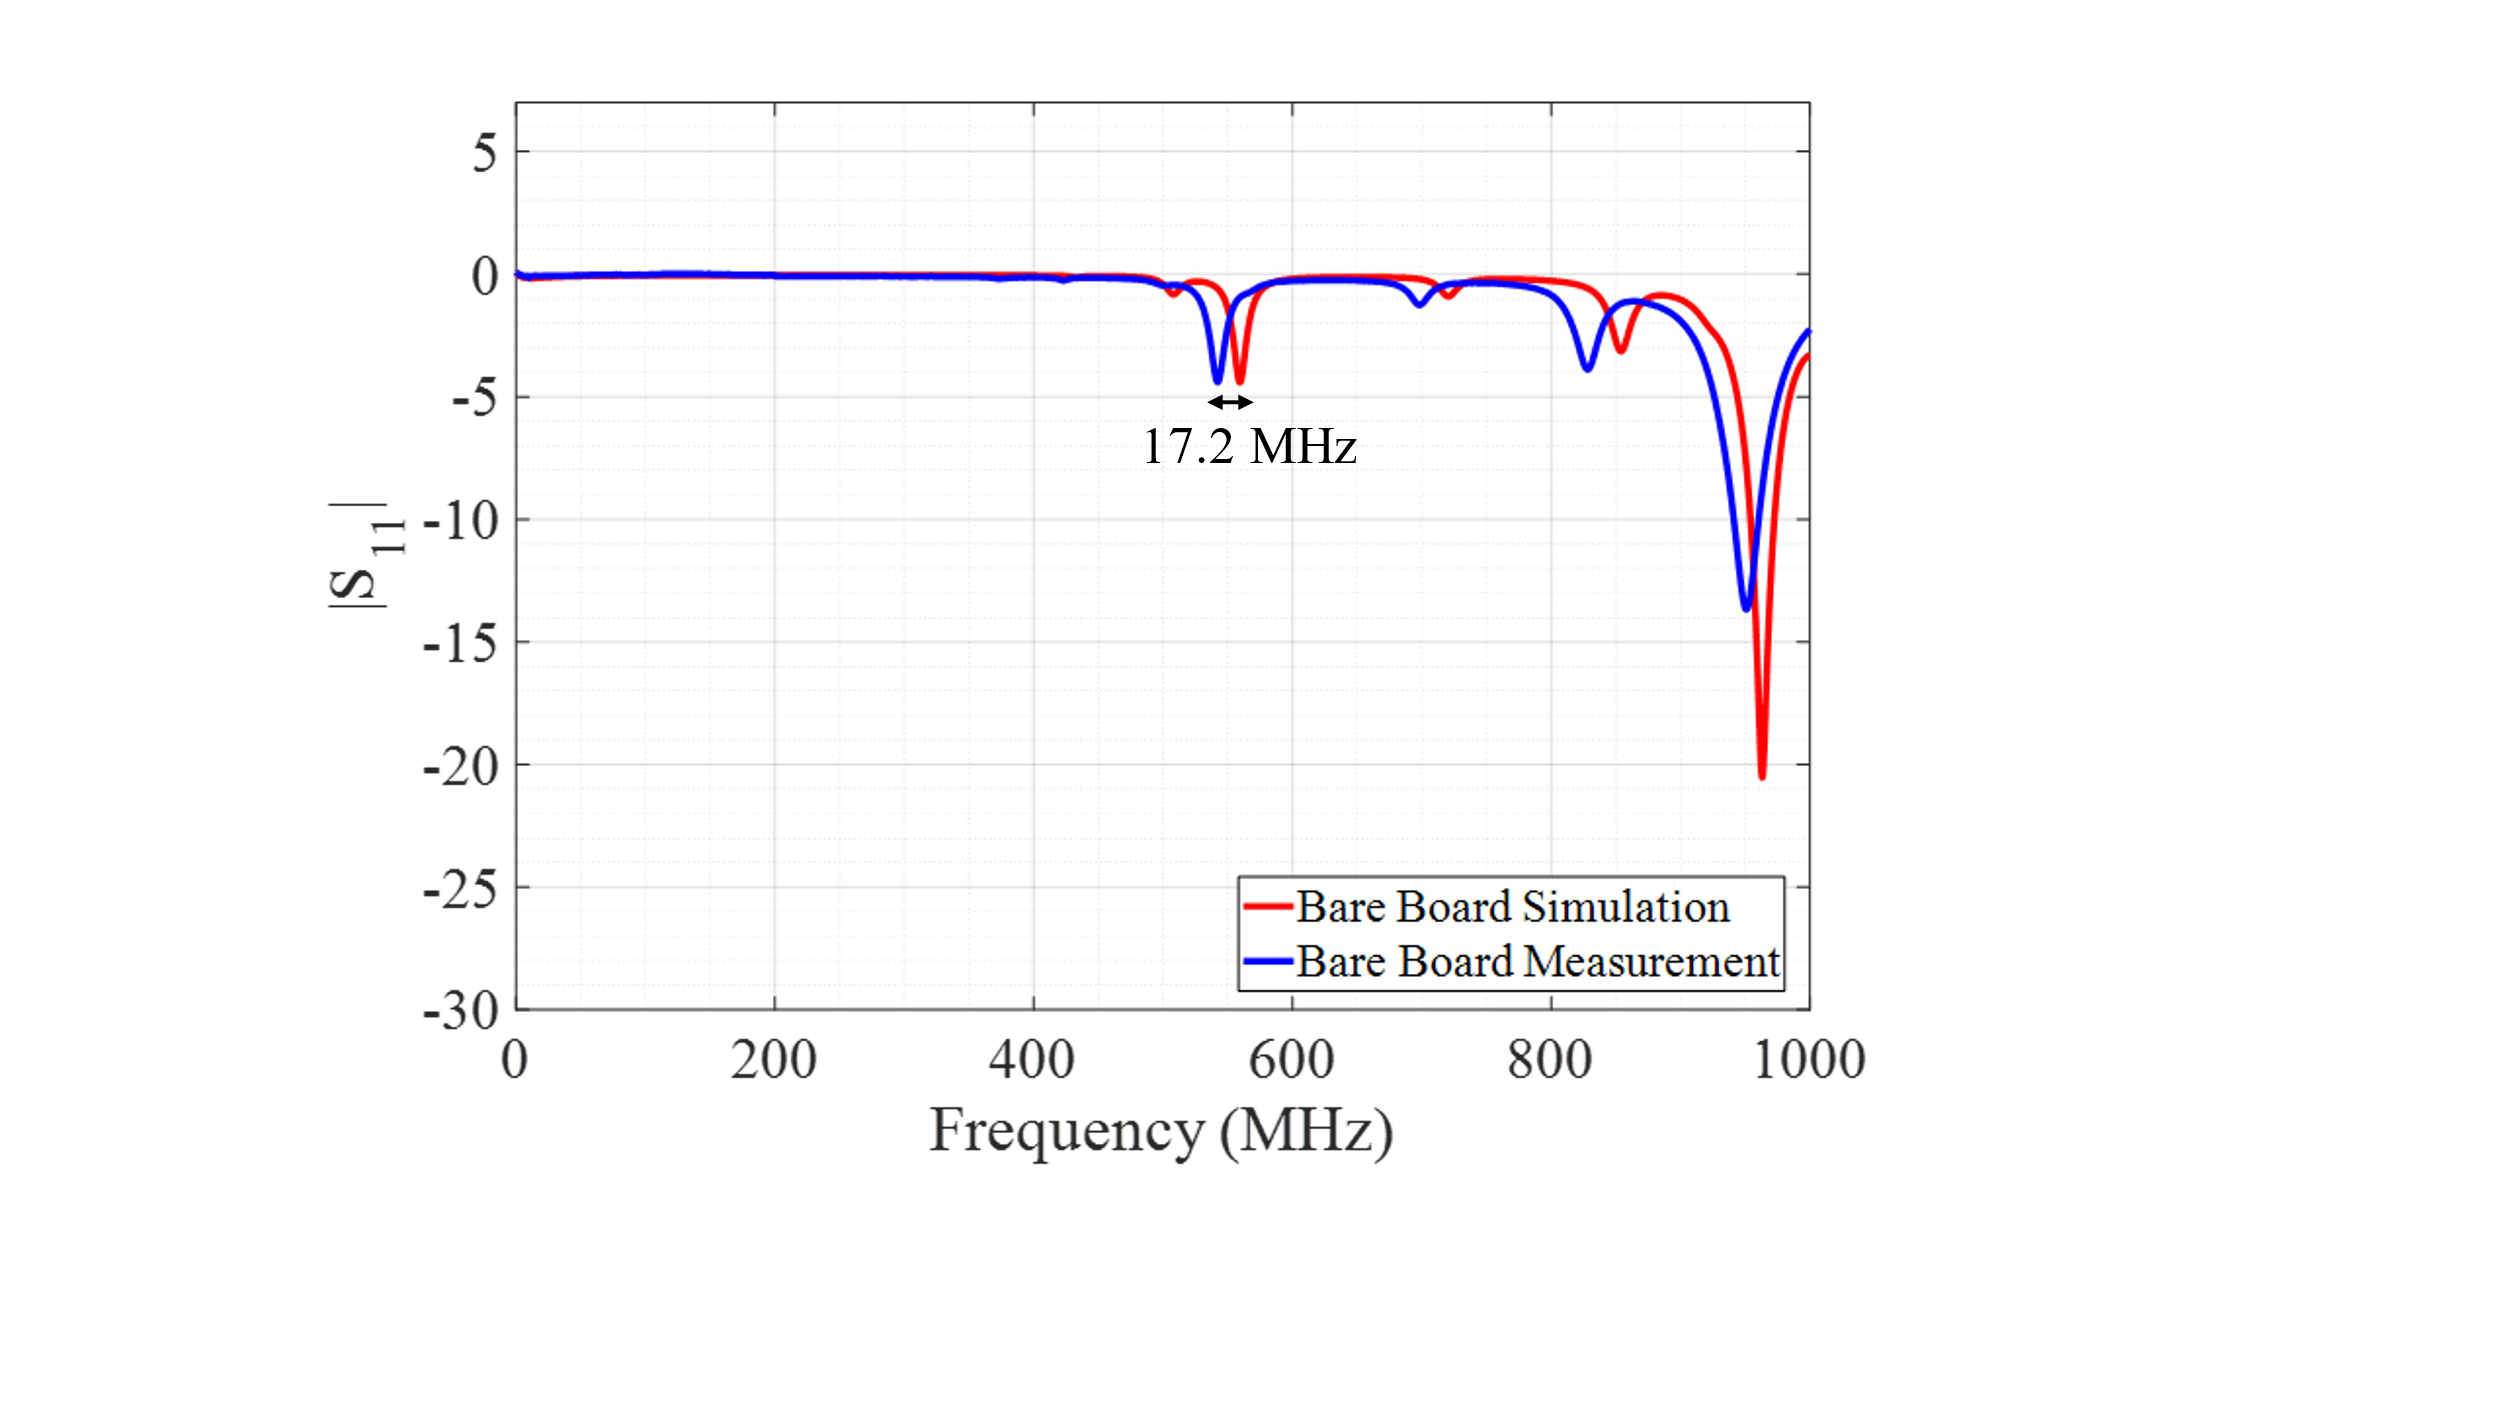 5
0
-5
-10
-15
-20
-25
-30
|S11|
17.2 MHz
Bare Board Simulation
Bare Board Measurement
0 200 400 600 800 1000
Frequency (MHz)